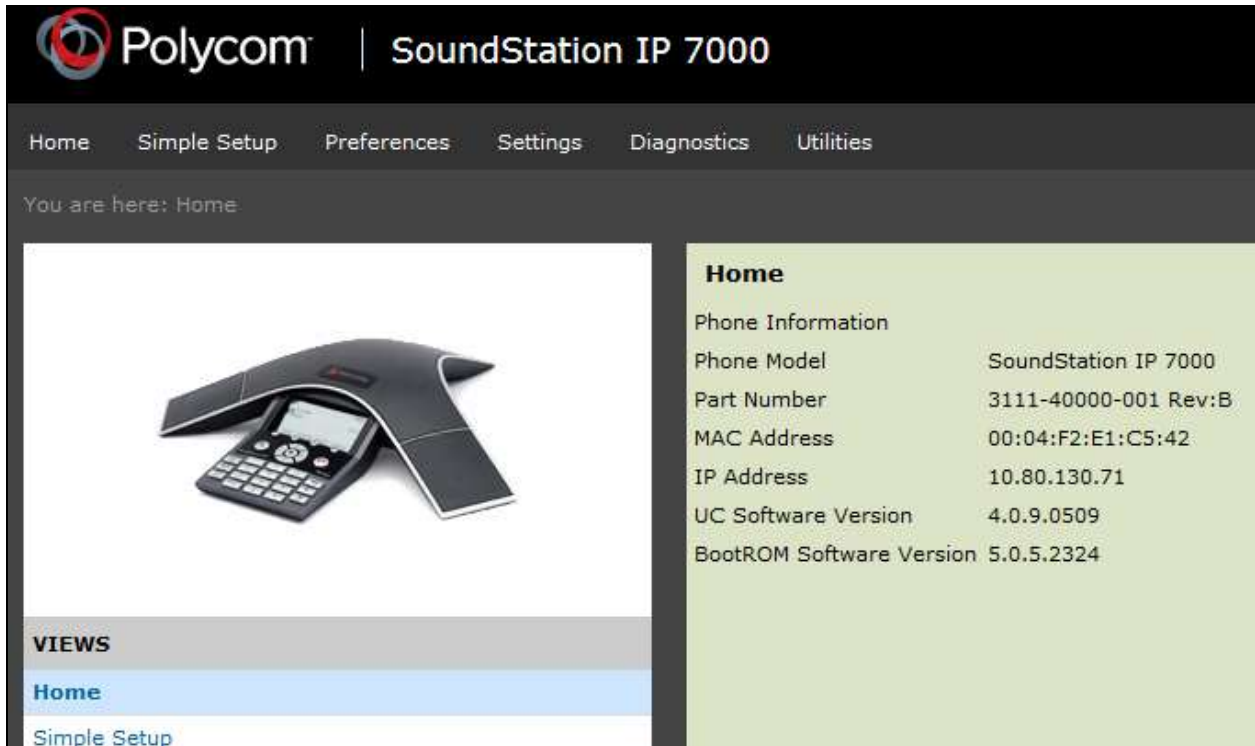 Polycom | SoundStation IP 7000
Home Simple Setup Preferences Settings Diagnostics Utilities
You are here: Home
Home
Phone Information
Phone Model SoundStation IP 7000
Part Number 3111-40000-001 Rev:B
MAC Address 00:04:F2:E1:C5:42
IP Address 10.80.130.71
UC Software Version 4.0.9.0509
BootROM Software Version 5.0.5.2324
VIEWS
Home
Simple Setup